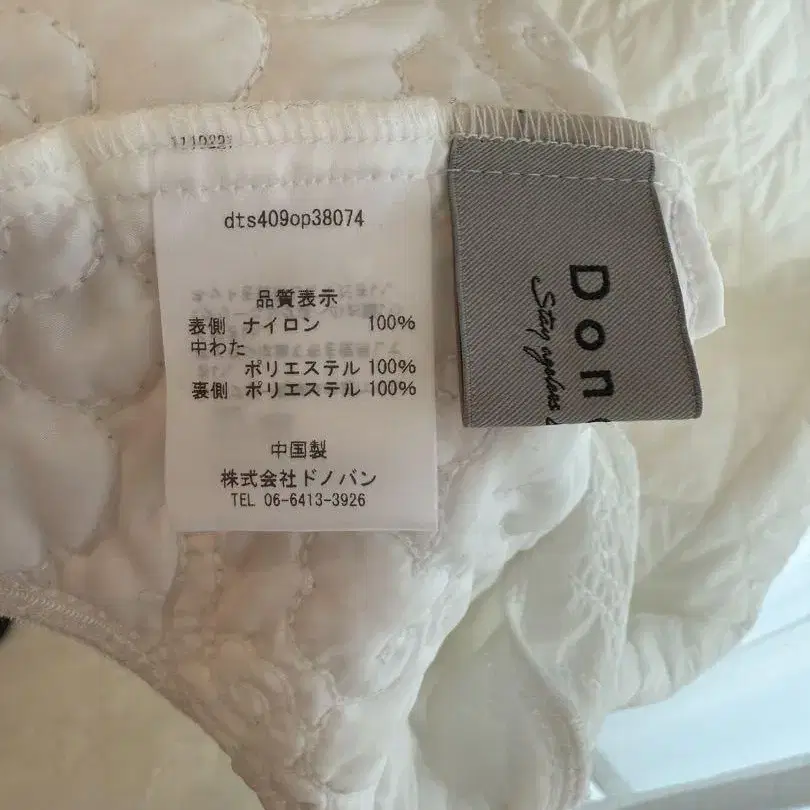 dts409op38074
品質表示
表側 ナイロン 100%
中わた
ポリエステル 100%
裏側 ポリエステル 100%
中国製
株式会社ドノバン
TEL 06-6413-3926
Don
Stay